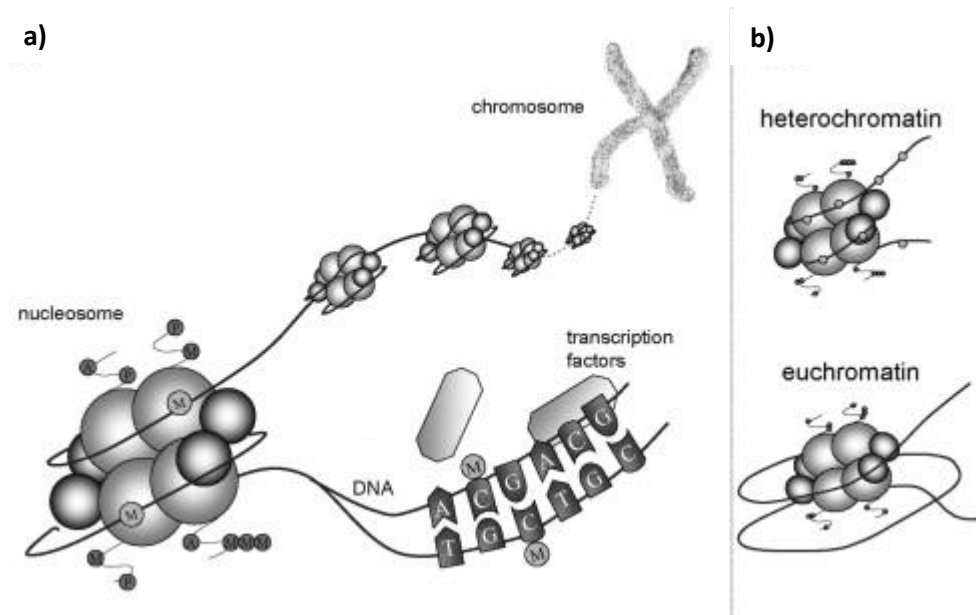 a)
b)
chromosome
heterochromatin
nucleosome
P
A P M
M
transcription
factors
euchromatin
M
M
P
A M M M
DNA
M
A C G A C G
T G C T G C
M